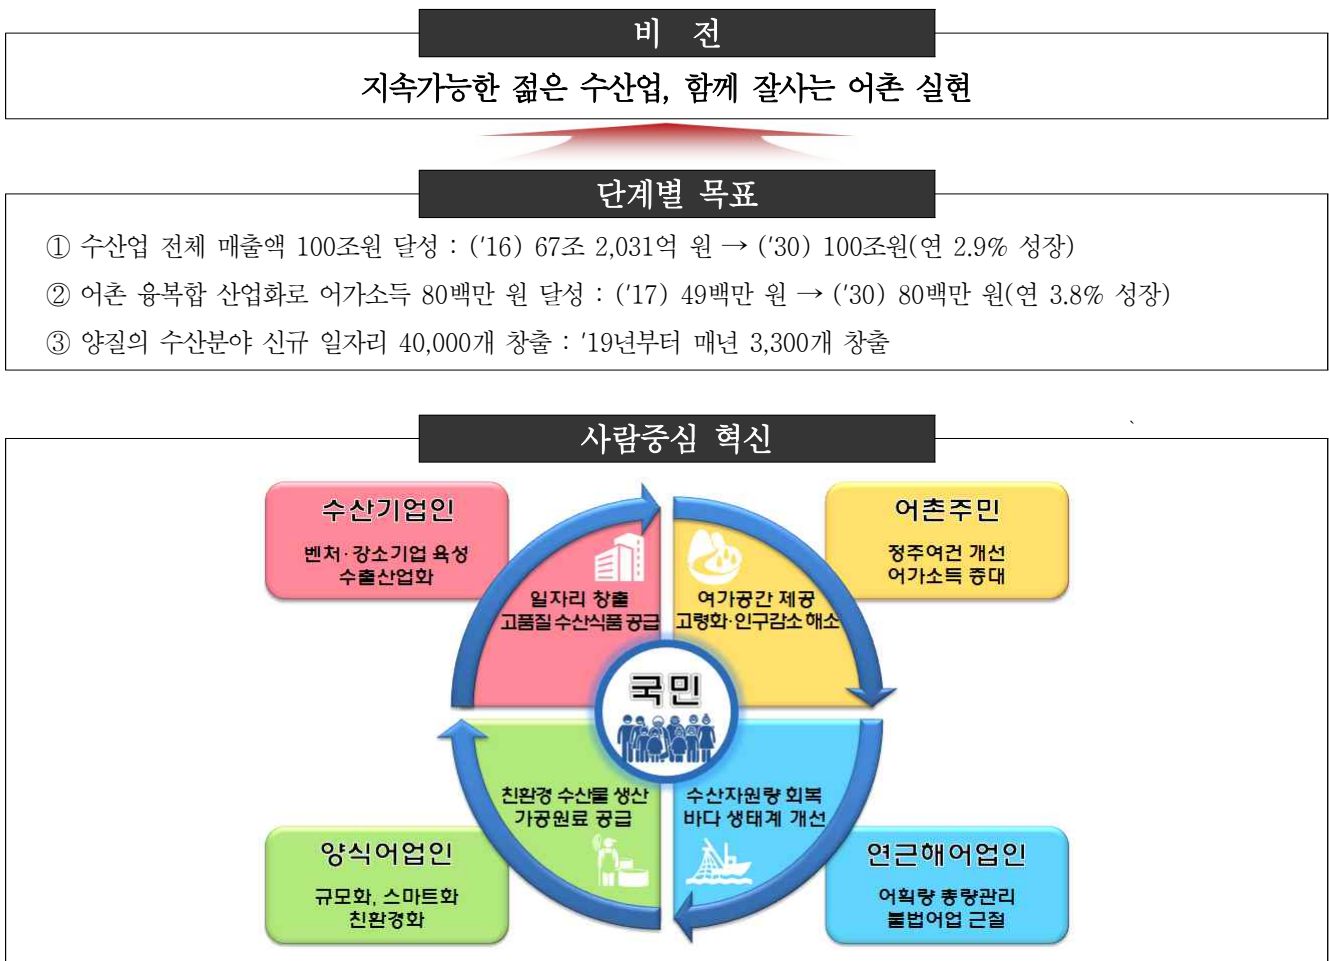 비 전
지속가능한 젊은 수산업, 함께 잘사는 어촌 실현
단계별 목표
① 수산업 전체 매출액 100조원 달성 : ('16) 67조 2,031억 원 → ('30) 100조원(연 2.9% 성장)
② 어촌 융복합 산업화로 어가소득 80백만 원 달성 : ('17) 49백만 원 → ('30) 80백만 원(연 3.8% 성장)
③ 양질의 수산분야 신규 일자리 40,000개 창출 : '19년부터 매년 3,300개 창출
사람중심 혁신
수산기업인
벤처·강소기업 육성
수출산업화
어촌주민
정주여건 개선
어가소득 증대
일자리 창출
고품질 수산식품 공급
여가공간 제공
고령화·인구감소 해소
국민
친환경 수산물 생산
가공원료 공급
수산자원량 회복
바다 생태계 개선
양식어업인
규모화, 스마트화
친환경화
연근해어업인
어획량 총량관리
불법어업 근절